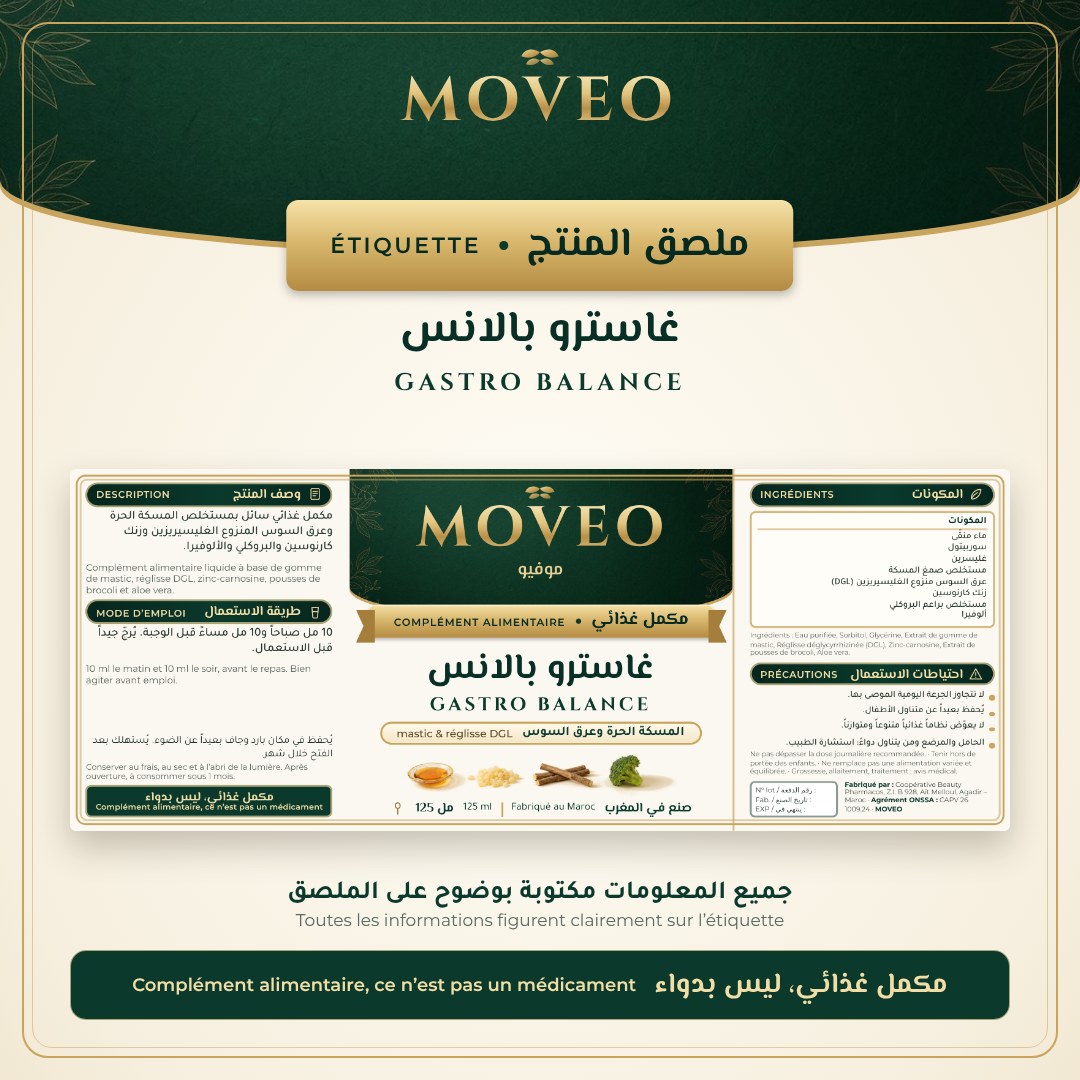 MOVEO
ÉTIQUETTE • ملصق المنتج
غاسترو بالانس
GASTRO BALANCE
DESCRIPTION وصف المنتج
مكمل غذائي سائل بمستخلص المسكة الحرة
وعرق السوس المنزوع الغليسيريزين وزنك
كارنوسين والبروكلي والألوفيرا.
Complément alimentaire liquide à base de gomme
de mastic, réglisse DGL, zinc-carnosine, pousses de
brocoli et aloe vera.
MODE D'EMPLOI طريقة الاستعمال
10 مل صباحاً و10 مل مساءً قبل الوجبة. يُرجّ جيداً
قبل الاستعمال.
10 ml le matin et 10 ml le soir, avant le repas. Bien
agiter avant emploi.
يُحفظ في مكان بارد وجاف بعيداً عن الضوء. يُستهلك بعد
الفتح خلال شهر.
Conserver au frais, au sec et à l'abri de la lumière. Après
ouverture, à consommer sous 1 mois.
مكمل غذائي، ليس بدواء
Complément alimentaire, ce n'est pas un médicament
MOVEO
موفيو
COMPLÉMENT ALIMENTAIRE • مكمل غذائي
غاسترو بالانس
GASTRO BALANCE
mastic & réglisse DGL المسكة الحرة وعرق السوس
125 مل 125 ml | Fabriqué au Maroc صنع في المغرب
INGRÉDIENTS المكونات
المكونات
ماء منقى
سوربيتول
غليسرين
مستخلص صمغ المسكة
عرق السوس منزوع الغليسيريزين (DGL)
زنك كارنوسين
مستخلص براعم البروكلي
ألوفيرا
Ingrédients : Eau purifiée, Sorbitol, Glycérine, Extrait de gomme de
mastic, Réglisse déglycyrrhizinée (DGL), Zinc-carnosine, Extrait de
pousses de brocoli, Aloe vera.
PRÉCAUTIONS احتياطات الاستعمال
لا تتجاوز الجرعة اليومية الموصى بها.
يُحفظ بعيداً عن متناول الأطفال.
لا يعوّض نظاماً غذائياً متنوعاً ومتوازناً.
الحامل والمرضع ومن يتناول دواءً: استشارة الطبيب.
Ne pas dépasser la dose journalière recommandée. · Tenir hors de
portée des enfants. · Ne remplace pas une alimentation variée et
équilibrée. · Grossesse, allaitement, traitement : avis médical.
N° lot / رقم الدفعة :
Fab. / تاريخ الصنع :
EXP / ينتهي في :
Fabriqué par : Coopérative Beauty
Pharmacos, Z.I. B 928, Aït Melloul, Agadir –
Maroc · Agrément ONSSA : CAPV 26
1009.24 · MOVEO
جميع المعلومات مكتوبة بوضوح على الملصق
Toutes les informations figurent clairement sur l'étiquette
Complément alimentaire, ce n'est pas un médicament مكمل غذائي، ليس بدواء